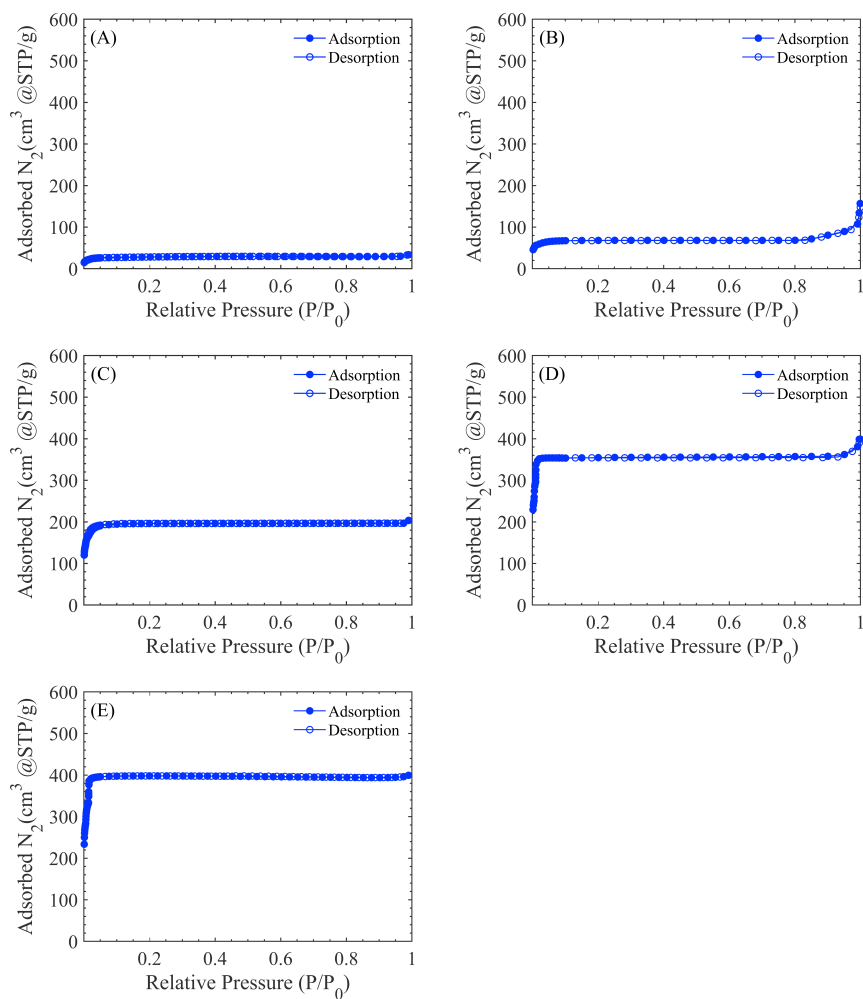 (A)
Adsorption
Desorption
600
500
400
300
200
100
0
Adsorbed N2(cm3 @STP/g)
0.2
0.4
0.6
0.8
1
Relative Pressure (P/P0)
(B)
Adsorption
Desorption
600
500
400
300
200
100
0
Adsorbed N2(cm3 @STP/g)
0.2
0.4
0.6
0.8
1
Relative Pressure (P/P0)
(C)
Adsorption
Desorption
600
500
400
300
200
100
0
Adsorbed N2(cm3 @STP/g)
0.2
0.4
0.6
0.8
1
Relative Pressure (P/P0)
(D)
Adsorption
Desorption
600
500
400
300
200
100
0
Adsorbed N2(cm3 @STP/g)
0.2
0.4
0.6
0.8
1
Relative Pressure (P/P0)
(E)
Adsorption
Desorption
600
500
400
300
200
100
0
Adsorbed N2(cm3 @STP/g)
0.2
0.4
0.6
0.8
1
Relative Pressure (P/P0)